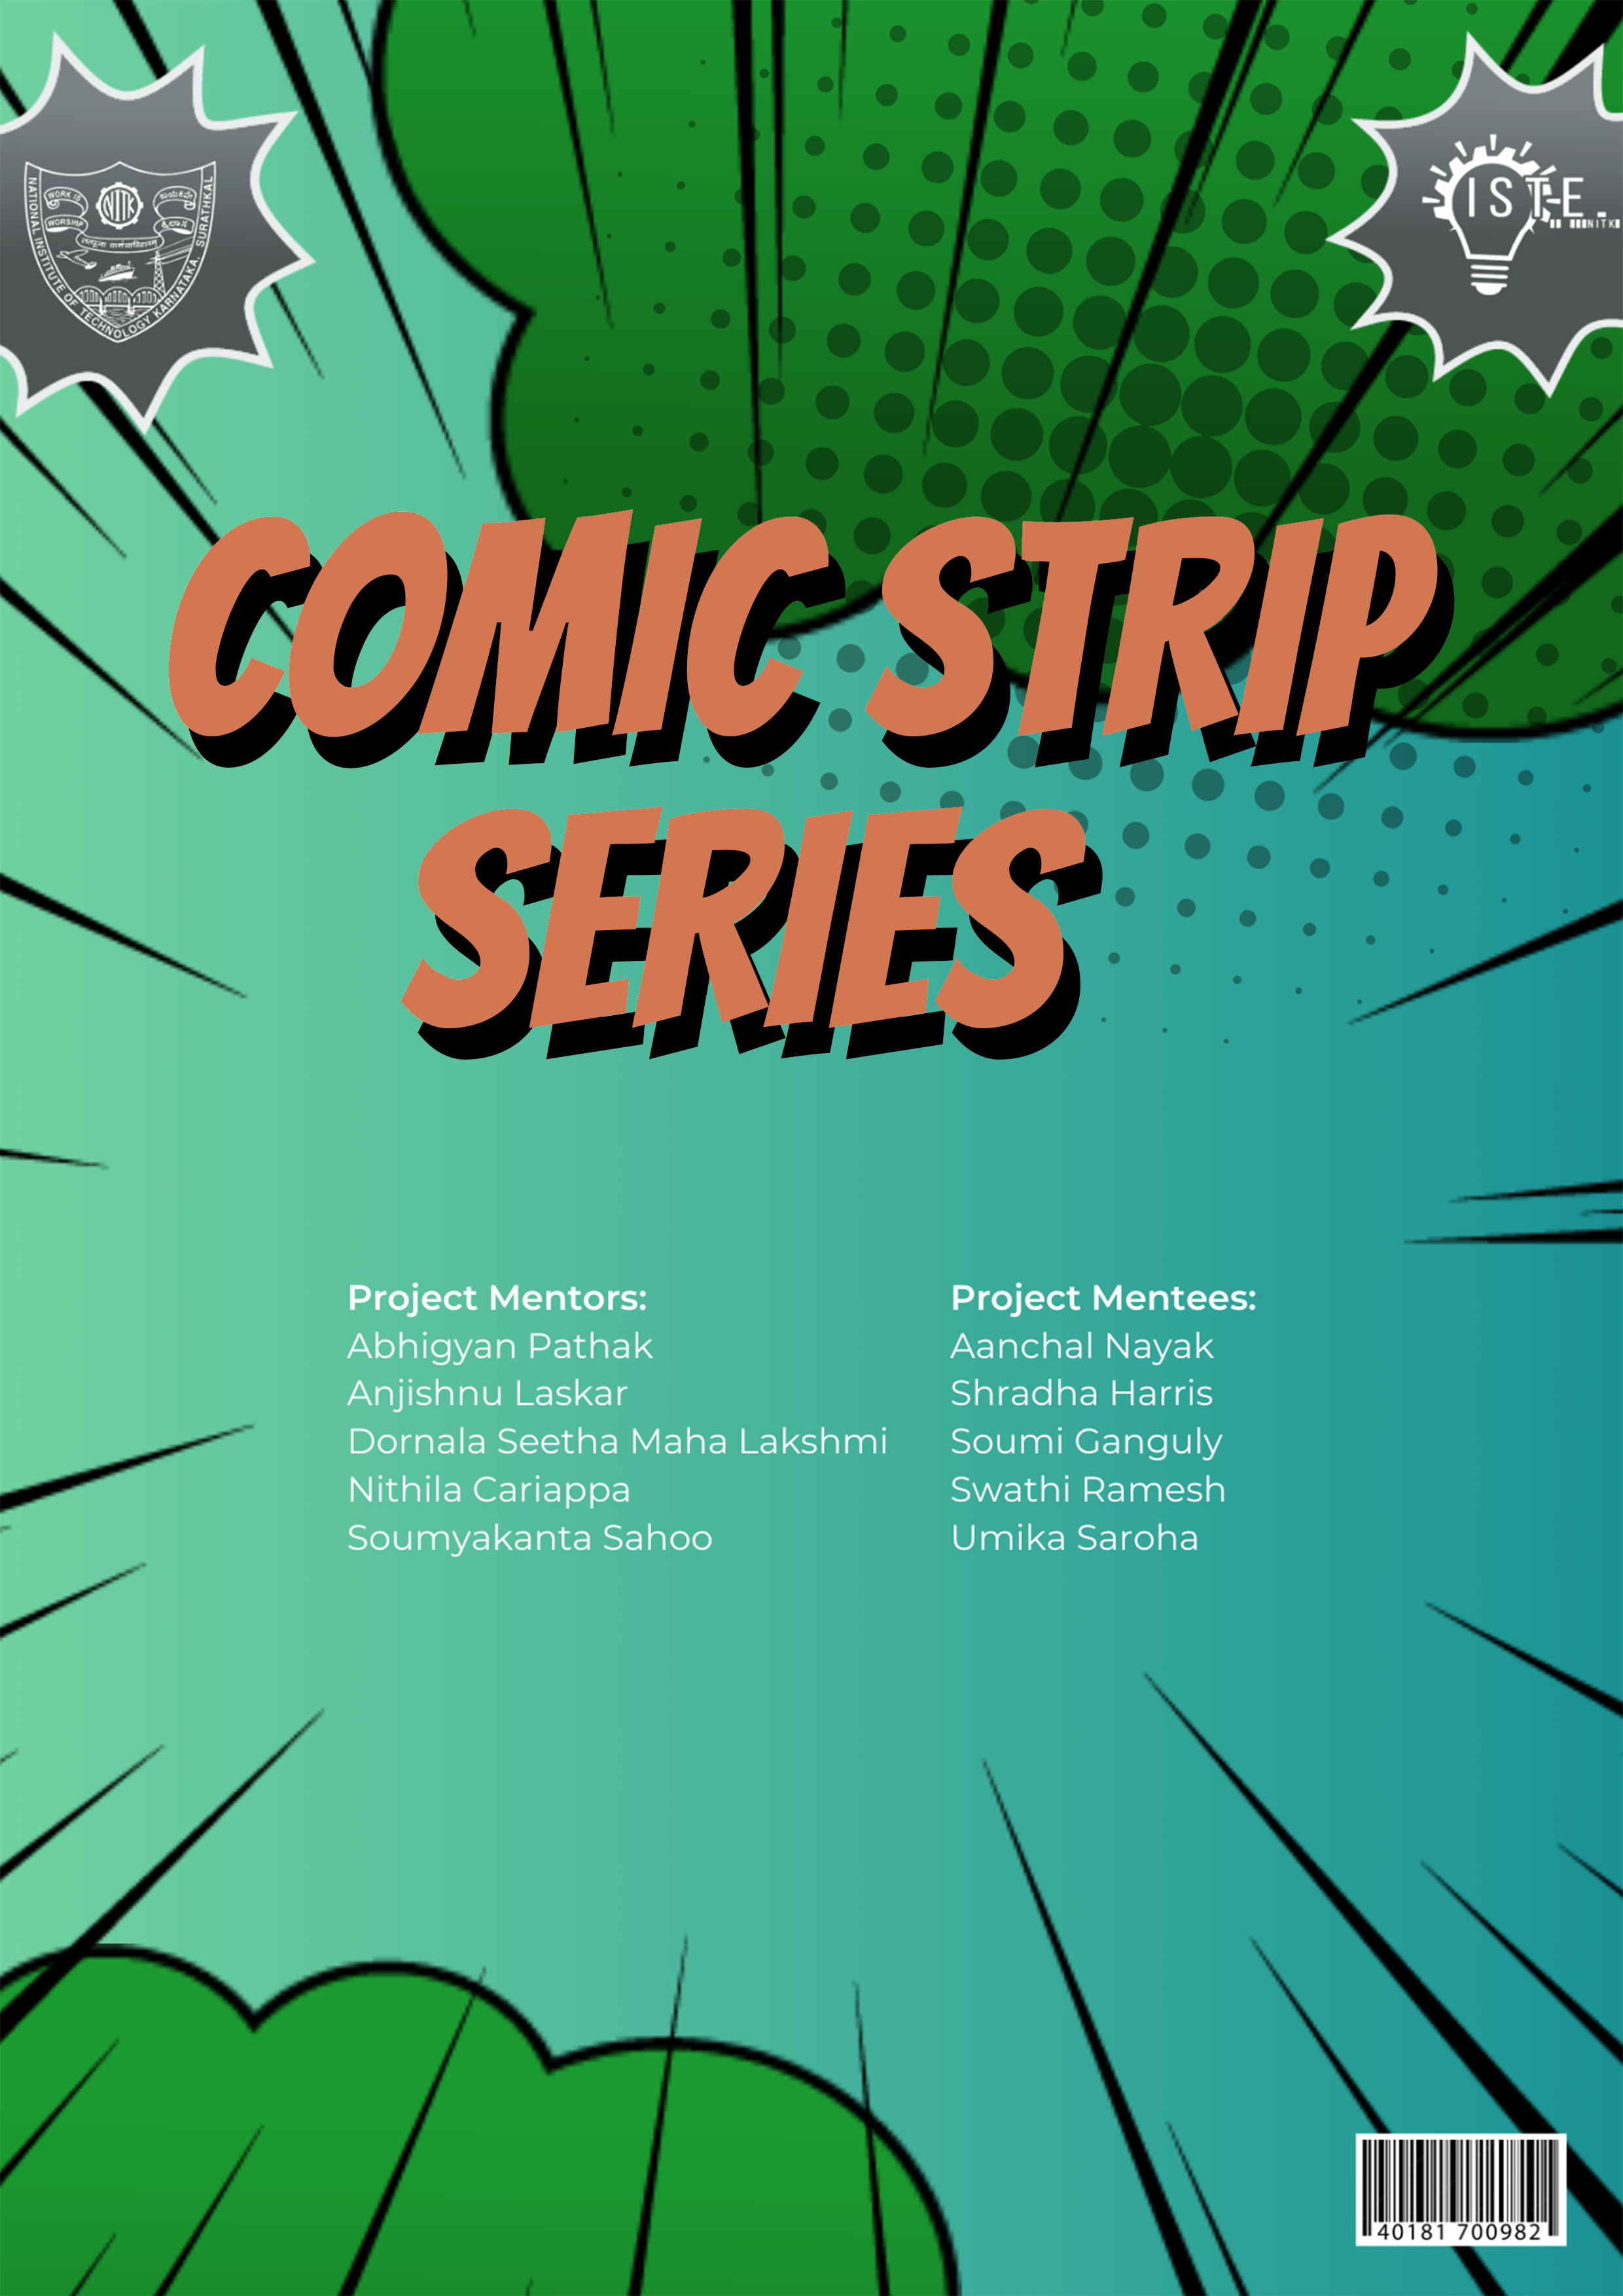 WORK IS
WORSHIP
NITK
ಕಾಯಕವೇ
ಕೈಲಾಸ
NATIONAL INSTITUTE OF TECHNOLOGY KARNATAKA, SURATHKAL
ISTE.
NITK
COMIC STRIP
SERIES
Project Mentors:
Abhigyan Pathak
Anjishnu Laskar
Dornala Seetha Maha Lakshmi
Nithila Cariappa
Soumyakanta Sahoo
Project Mentees:
Aanchal Nayak
Shradha Harris
Soumi Ganguly
Swathi Ramesh
Umika Saroha
40181 700982